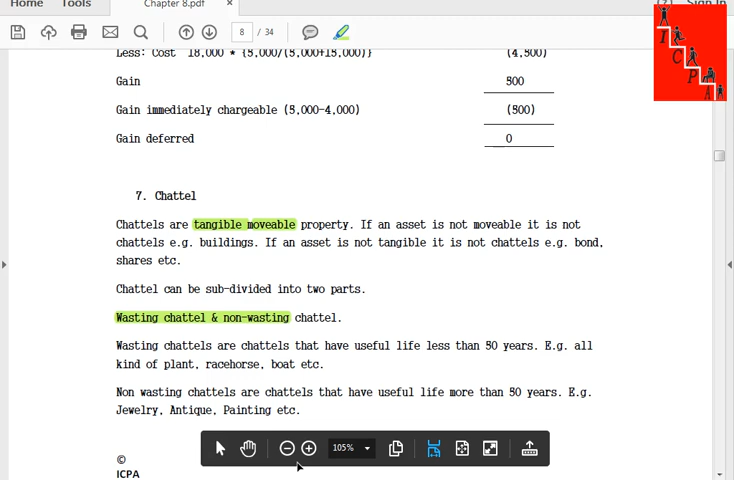 Home Tools Chapter 8.pdf × Sign In
8 / 34
Less: Cost 18,000 * {5,000/(5,000+15,000)} (4,500)
Gain 500
Gain immediately chargeable (5,000-4,000) (500)
Gain deferred 0
7. Chattel
Chattels are tangible moveable property. If an asset is not moveable it is not
chattels e.g. buildings. If an asset is not tangible it is not chattels e.g. bond,
shares etc.
Chattel can be sub-divided into two parts.
Wasting chattel & non-wasting chattel.
Wasting chattels are chattels that have useful life less than 50 years. E.g. all
kind of plant, racehorse, boat etc.
Non wasting chattels are chattels that have useful life more than 50 years. E.g.
Jewelry, Antique, Painting etc.
105%
©
ICPA
I
C
P
A